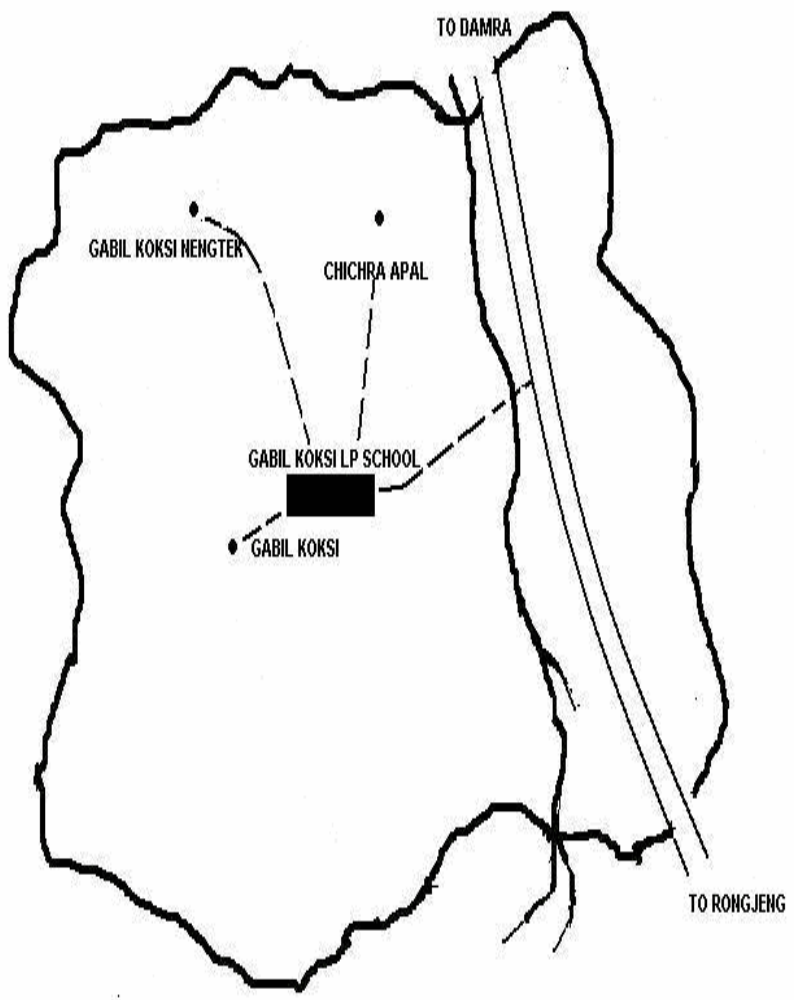 TO DAMRA
GABIL KOKSI NENGTEK
CHICHRA APAL
GABIL KOKSI LP SCHOOL
GABIL KOKSI
TO RONGJENG